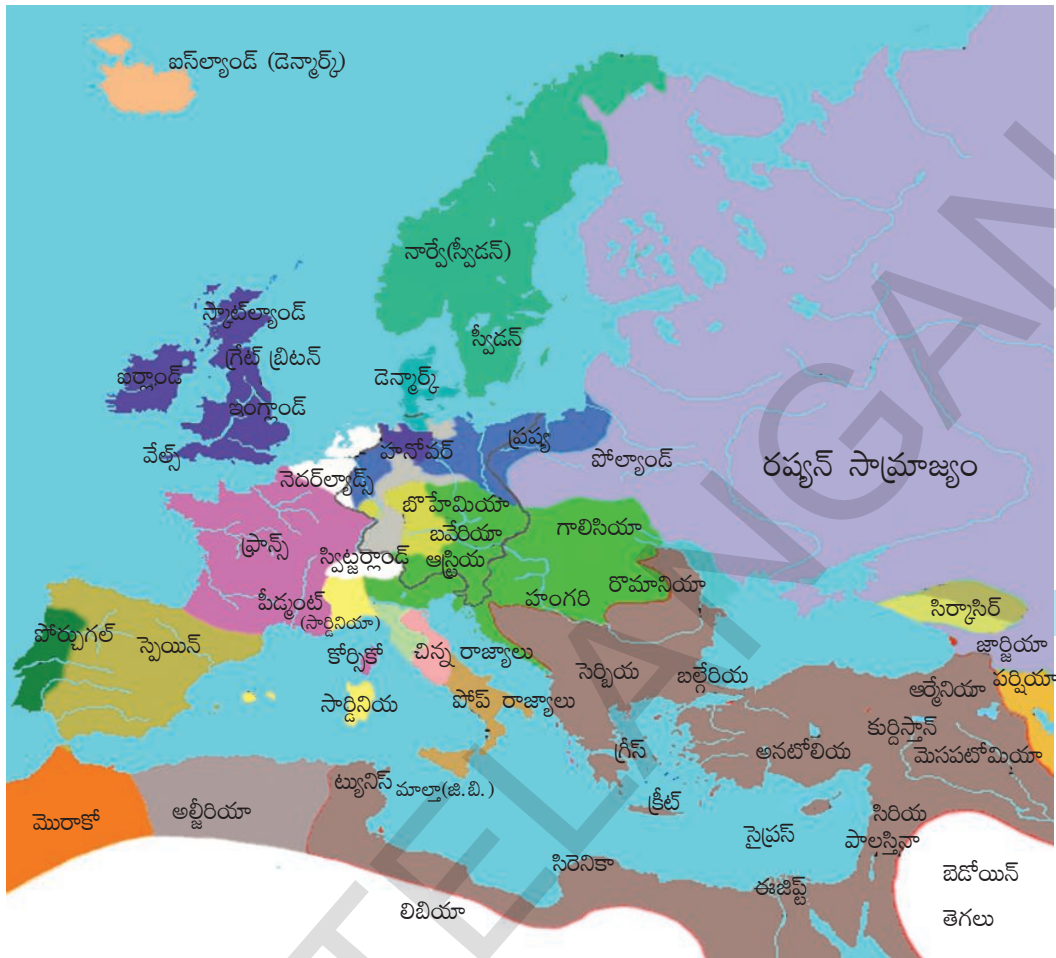 ఐస్‌ల్యాండ్ (డెన్మార్క్)
నార్వే(స్వీడన్)
స్వీడన్
స్కాట్‌ల్యాండ్
గ్రేట్ బ్రిటన్
ఐర్లాండ్
ఇంగ్లాండ్
వేల్స్
డెన్మార్క్
హనోవర్
ప్రష్య
పోల్యాండ్
రష్యన్ సామ్రాజ్యం
నెదర్‌ల్యాడ్స్
బొహేమియా
బవేరియా
గాలిసియా
ఫ్రాన్స్
స్విట్జర్లాండ్
ఆస్ట్రియ
రొమానియా
హంగరి
పీడ్మంట్
(సార్డినియా)
సిర్కాసిర్
పోర్చుగల్
స్పెయిన్
కోర్సికో
చిన్న రాజ్యాలు
జార్జియా
సెర్బియ
బల్గేరియ
ఆర్మేనియా
పర్షియా
సార్డినియ
పోప్ రాజ్యాలు
కుర్దిస్తాన్
గ్రీస్
అనటోలియ
మెసపటోమియా
ట్యునిస్
మాల్తా(జి.బి.)
క్రీట్
మొరాకో
అల్జీరియా
సైప్రస్
సిరియ
పాలస్తినా
సిరెనికా
ఈజిప్ట్
బెడోయిన్
తెగలు
లిబియా
TELANGAN